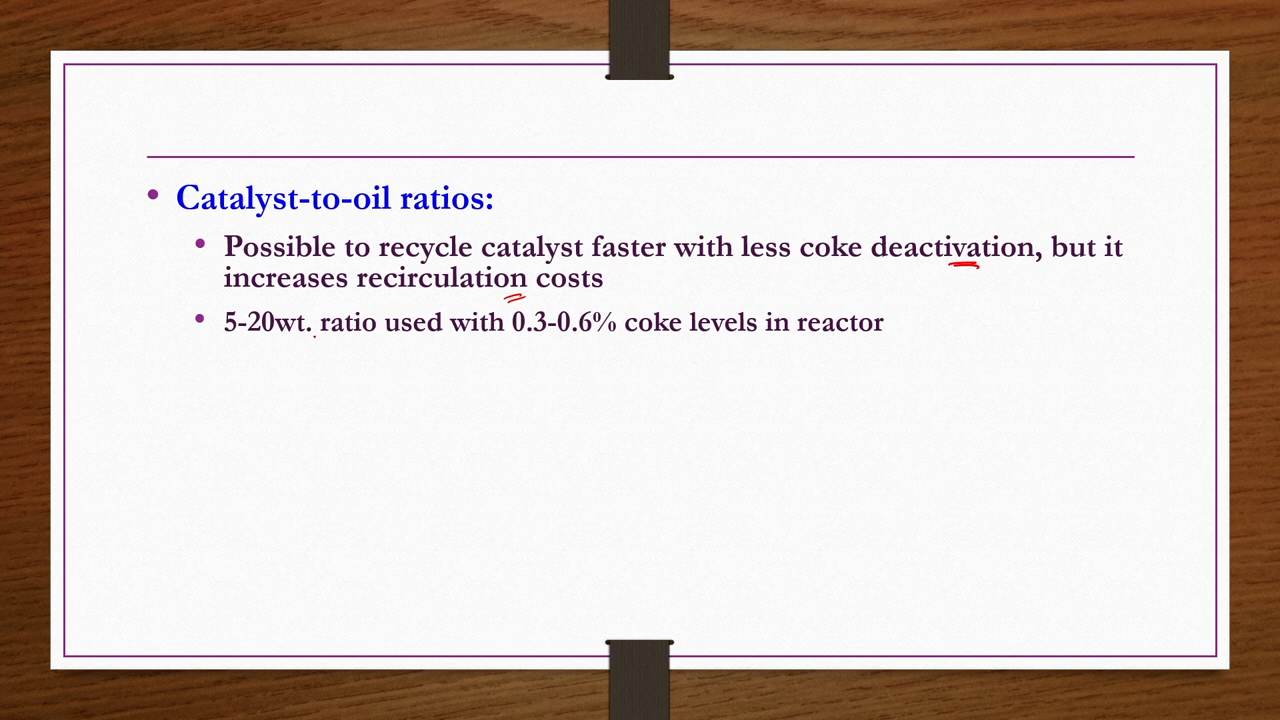 Catalyst-to-oil ratios:
Possible to recycle catalyst faster with less coke deactivation, but it
increases recirculation costs
5-20wt. ratio used with 0.3-0.6% coke levels in reactor